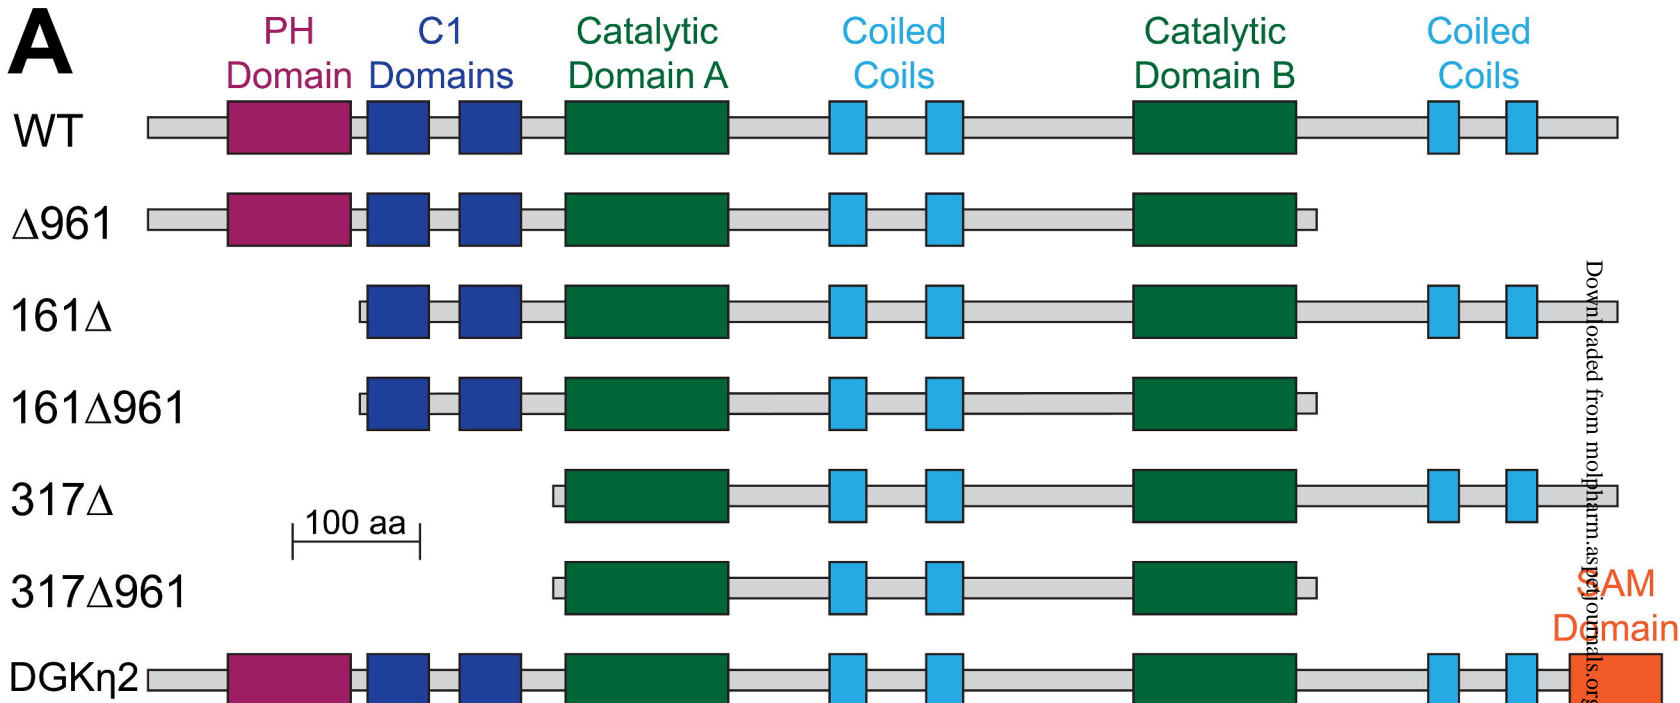 A
PH
Domain
C1
Domains
Catalytic
Domain A
Coiled
Coils
Catalytic
Domain B
Coiled
Coils
WT
Δ961
161Δ
161Δ961
317Δ
100 aa
317Δ961
SAM
Domain
DGKη2
Downloaded from molpharm.aspetjournals.org